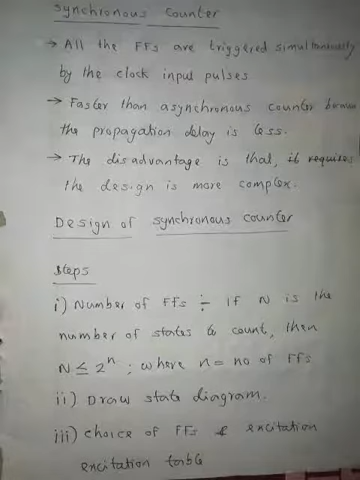 Synchronous Counter
→ All the FFs are triggered simultaneously
by the clock input pulses.
→ Faster than asynchronous counter because
the propagation delay is less.
→ The disadvantage is that, it requires
the design is more complex.
Design of synchronous counter
Steps
i) Number of FFs ÷ If N is the
number of states to count, then
N ≤ 2ⁿ ; where n = no of FFs
ii) Draw state diagram.
iii) choice of FFs & excitation
excitation table